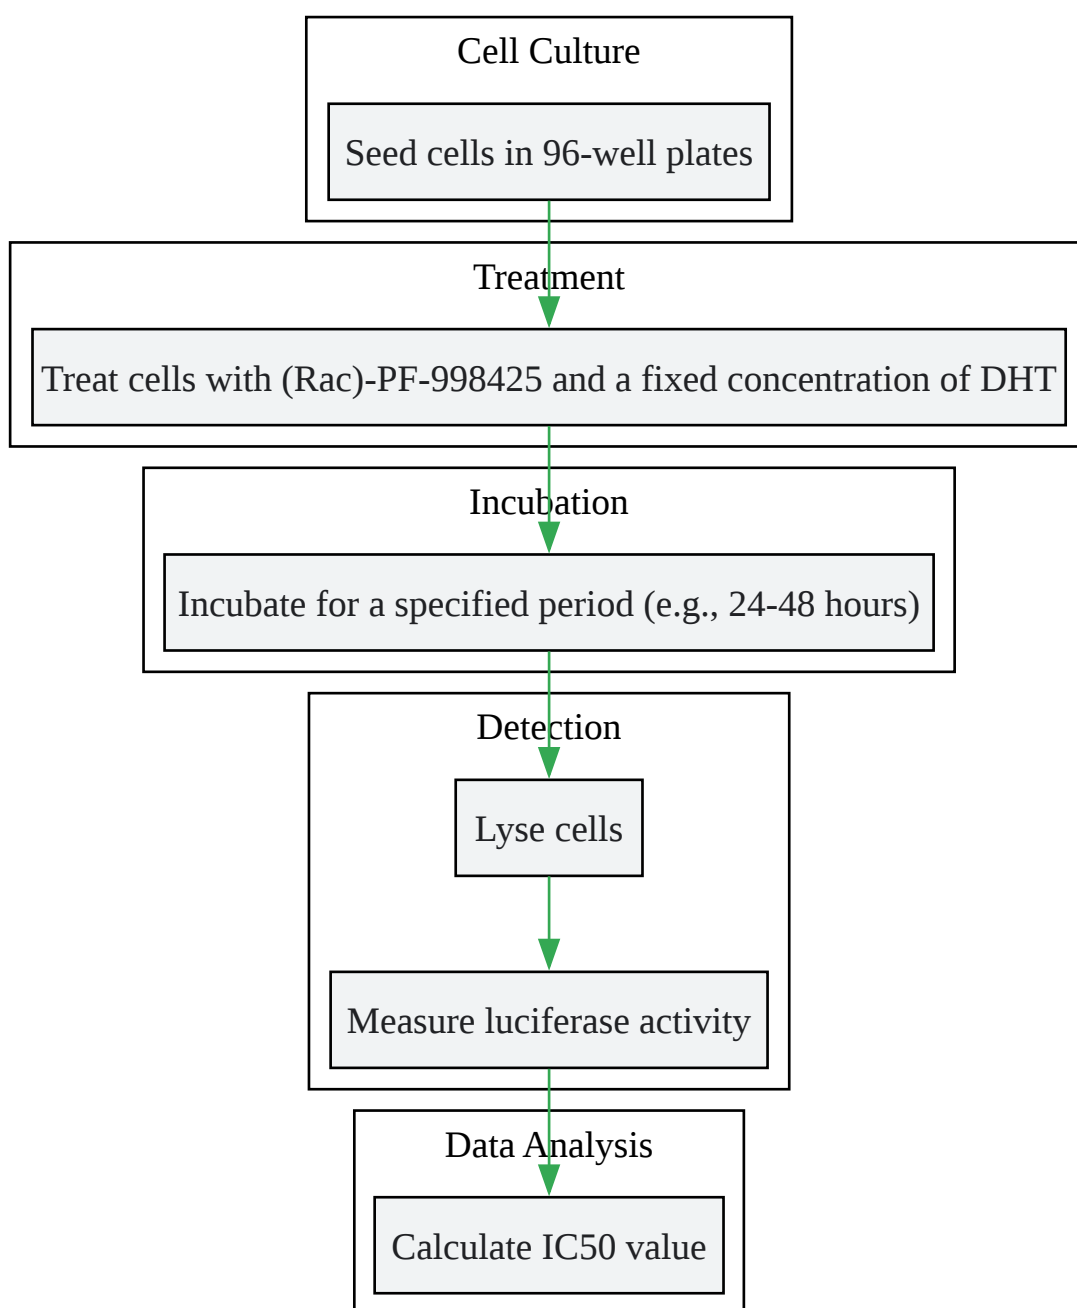 Cell Culture
Seed cells in 96-well plates
Treatment
Treat cells with (Rac)-PF-998425 and a fixed concentration of DHT
Incubation
Incubate for a specified period (e.g., 24-48 hours)
Detection
Lyse cells
Measure luciferase activity
Data Analysis
Calculate IC50 value